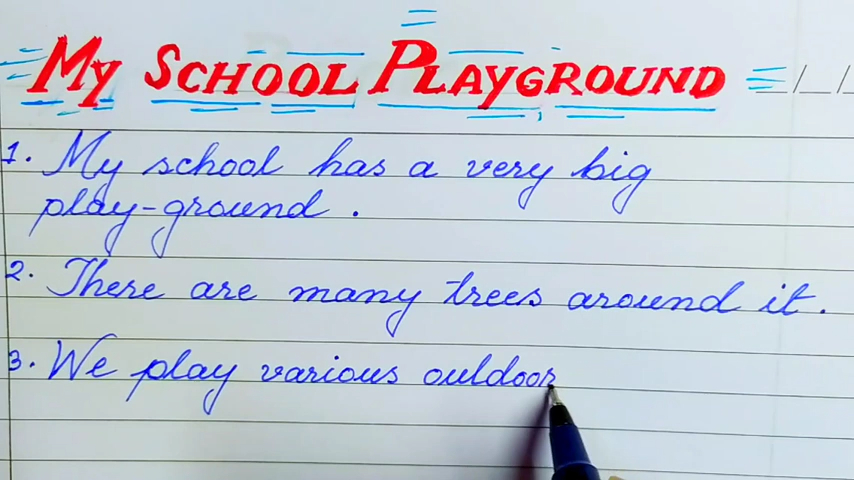 My School Playground
1. My school has a very big
play-ground.
2. There are many trees around it.
3. We play various outdoor